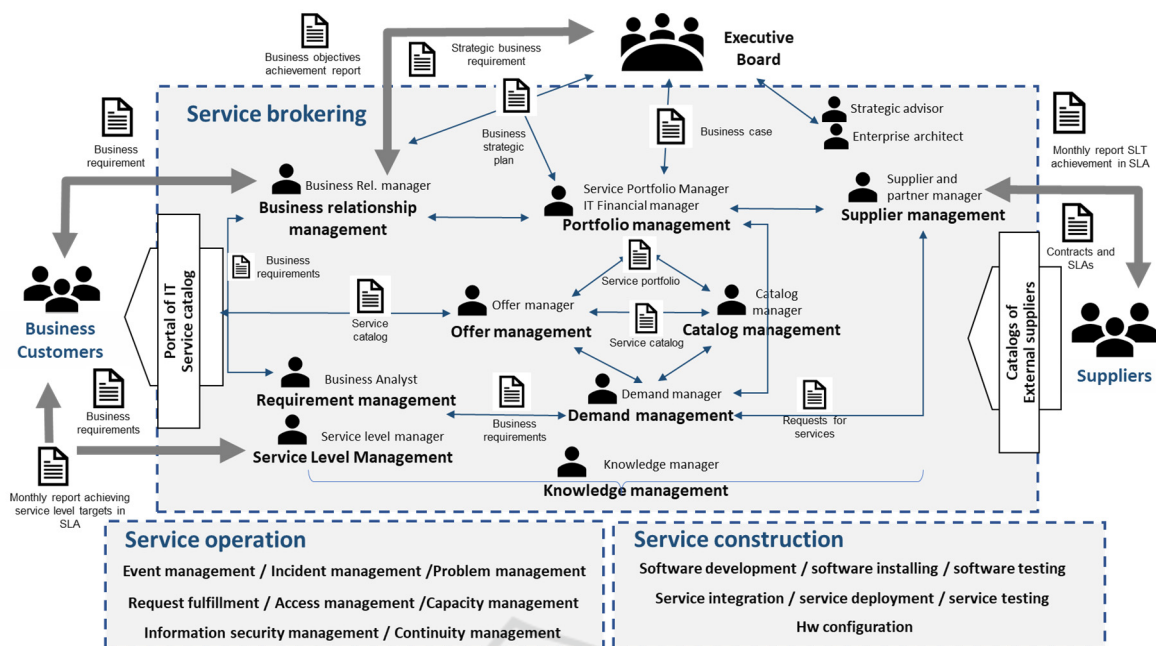 Business objectives
achievement report
Strategic business
requirement
Executive
Board
Service brokering
Business
requirement
Business
strategic
plan
Business case
Strategic advisor
Enterprise architect
Monthly report SLT
achievement in SLA
Business Rel. manager
Business relationship
management
Service Portfolio Manager
IT Financial manager
Portfolio management
Supplier and
partner manager
Supplier management
Contracts and
SLAs
Business
requirements
Service portfolio
Portal of IT
Service catalog
Service
catalog
Offer manager
Offer management
Service catalog
Catalog
manager
Catalog management
Catalogs of
External suppliers
Business
Customers
Suppliers
Business Analyst
Requirement management
Business
requirements
Demand manager
Demand management
Requests for
services
Business
requirements
Service level manager
Service Level Management
Knowledge manager
Knowledge management
Monthly report achieving
service level targets in
SLA
Service operation
Event management / Incident management /Problem management
Request fulfillment / Access management /Capacity management
Information security management / Continuity management
Service construction
Software development / software installing / software testing
Service integration / service deployment / service testing
Hw configuration